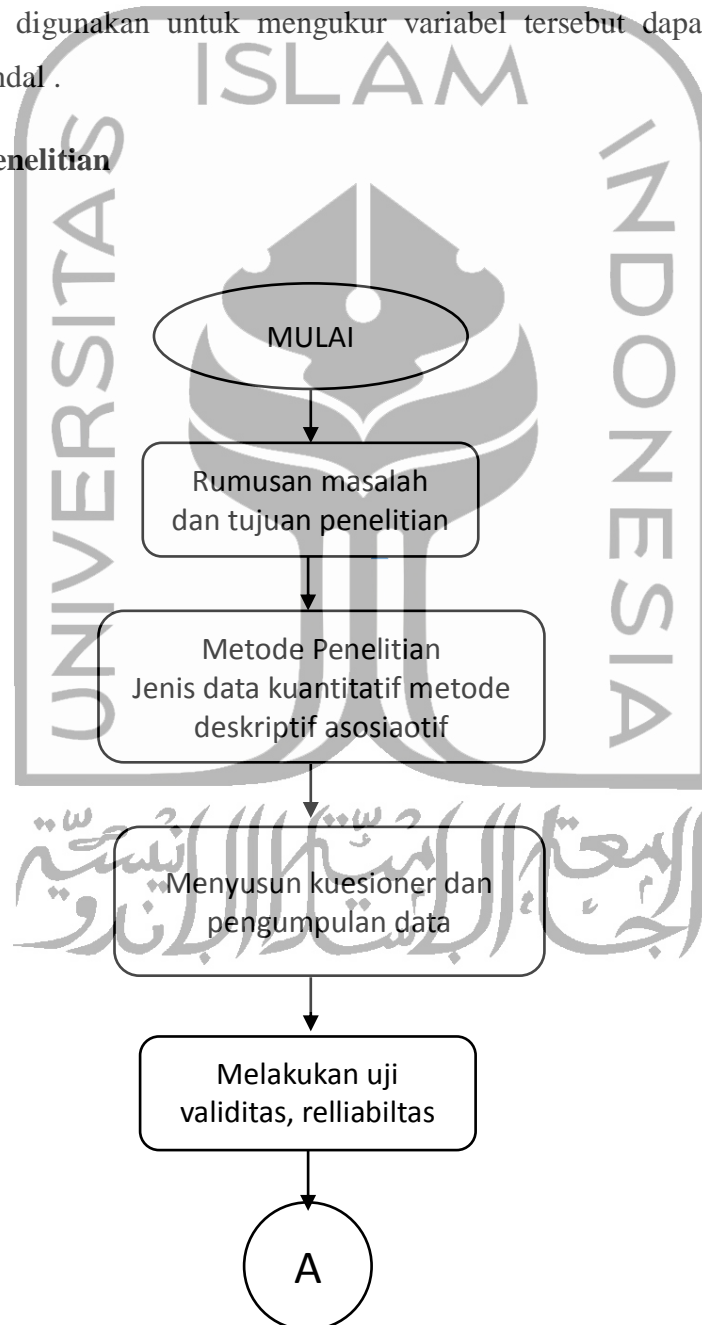 digunakan untuk mengukur variabel tersebut dapa
ndal .
enelitian
ISLAM
UNIVERSITAS
INDONESIA
MULAI
Rumusan masalah
dan tujuan penelitian
Metode Penelitian
Jenis data kuantitatif metode
deskriptif asosiaotif
Menyusun kuesioner dan
pengumpulan data
Melakukan uji
validitas, relliabiltas
A